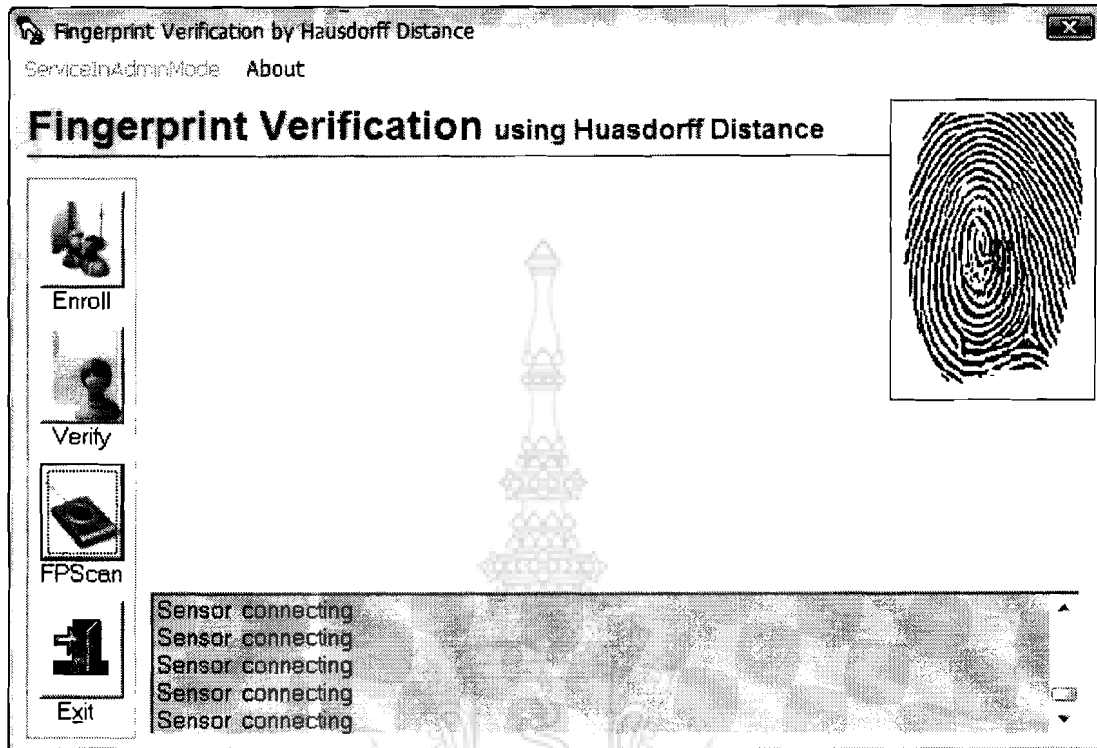 Fingerprint Verification by Hausdorff Distance
ServiceInAdminMode About
Fingerprint Verification using Huasdorff Distance
Enroll
Verify
FPScan
Exit
Sensor connecting
Sensor connecting
Sensor connecting
Sensor connecting
Sensor connecting